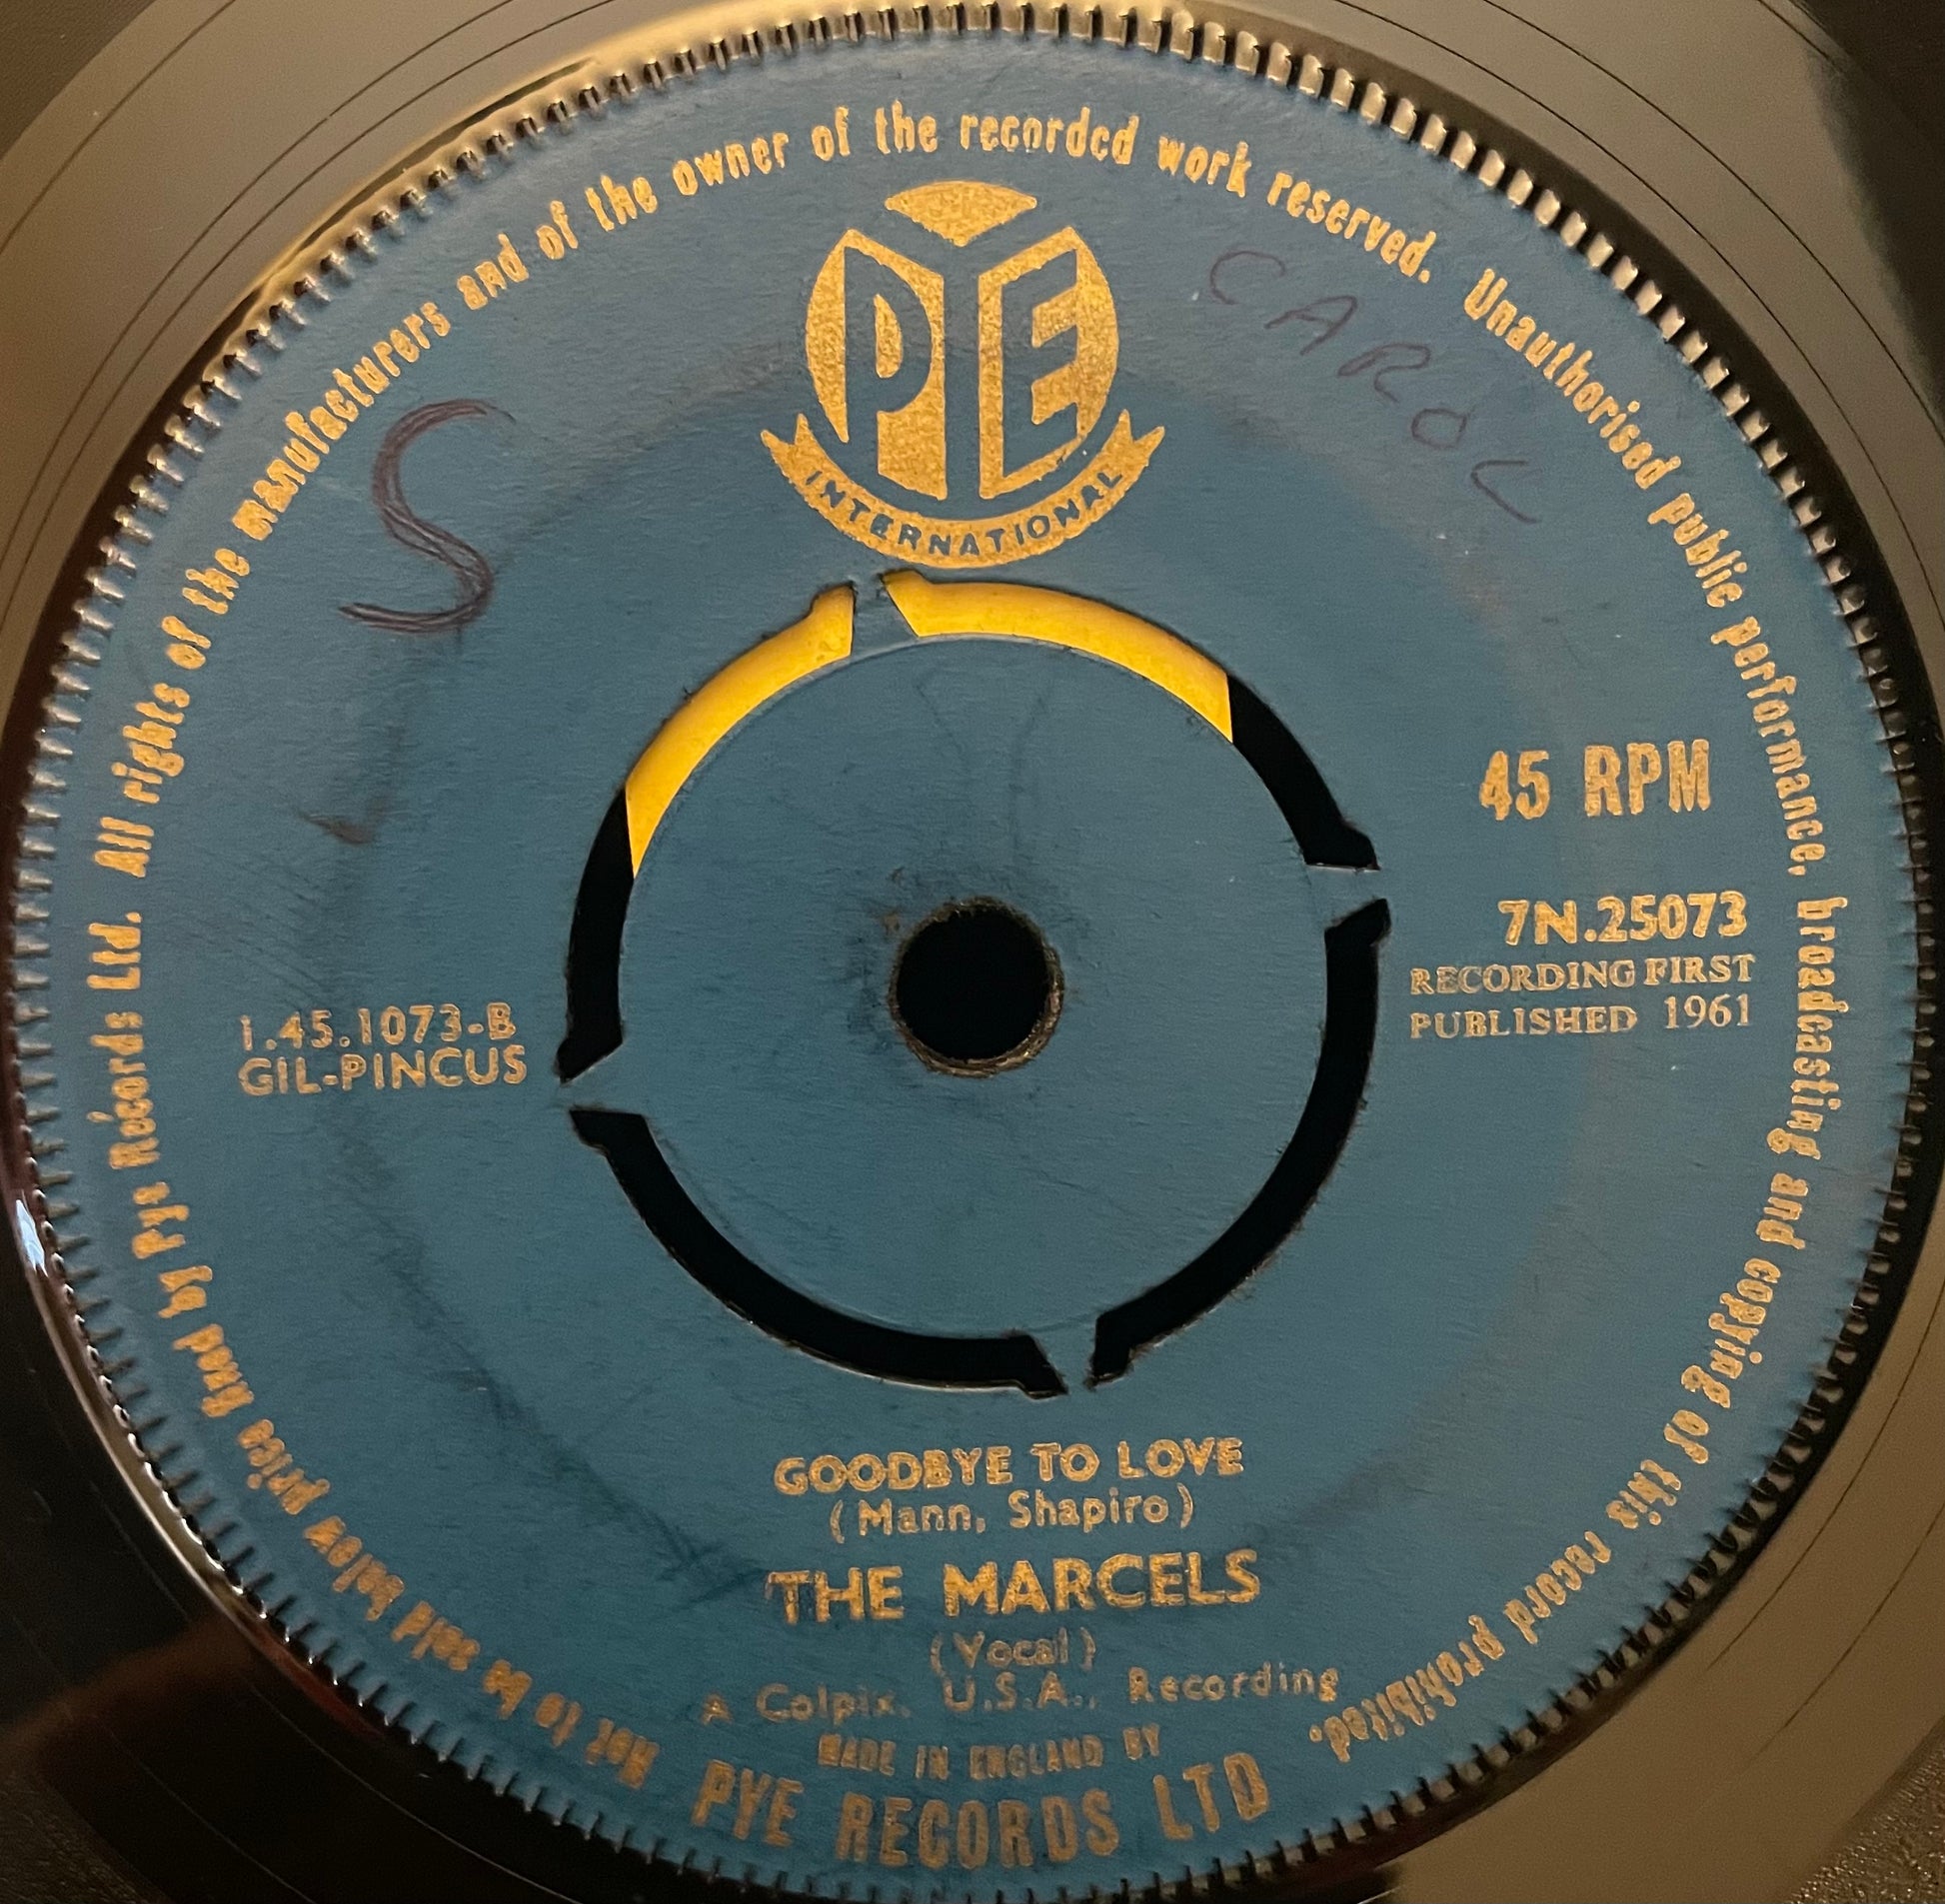 Not to be sold below price fixed by Pye Records Ltd. All rights of the manufacturers and of the owner of the recorded work reserved. Unauthorised public performance, broadcasting and copying of this record prohibited.
PYE
INTERNATIONAL
CAROL
S
45 RPM
7N.25073
RECORDING FIRST
PUBLISHED 1961
1.45.1073-B
GIL-PINCUS
GOODBYE TO LOVE
(Mann, Shapiro)
THE MARCELS
(Vocal)
A Colpix. U.S.A., Recording
MADE IN ENGLAND BY
PYE RECORDS LTD